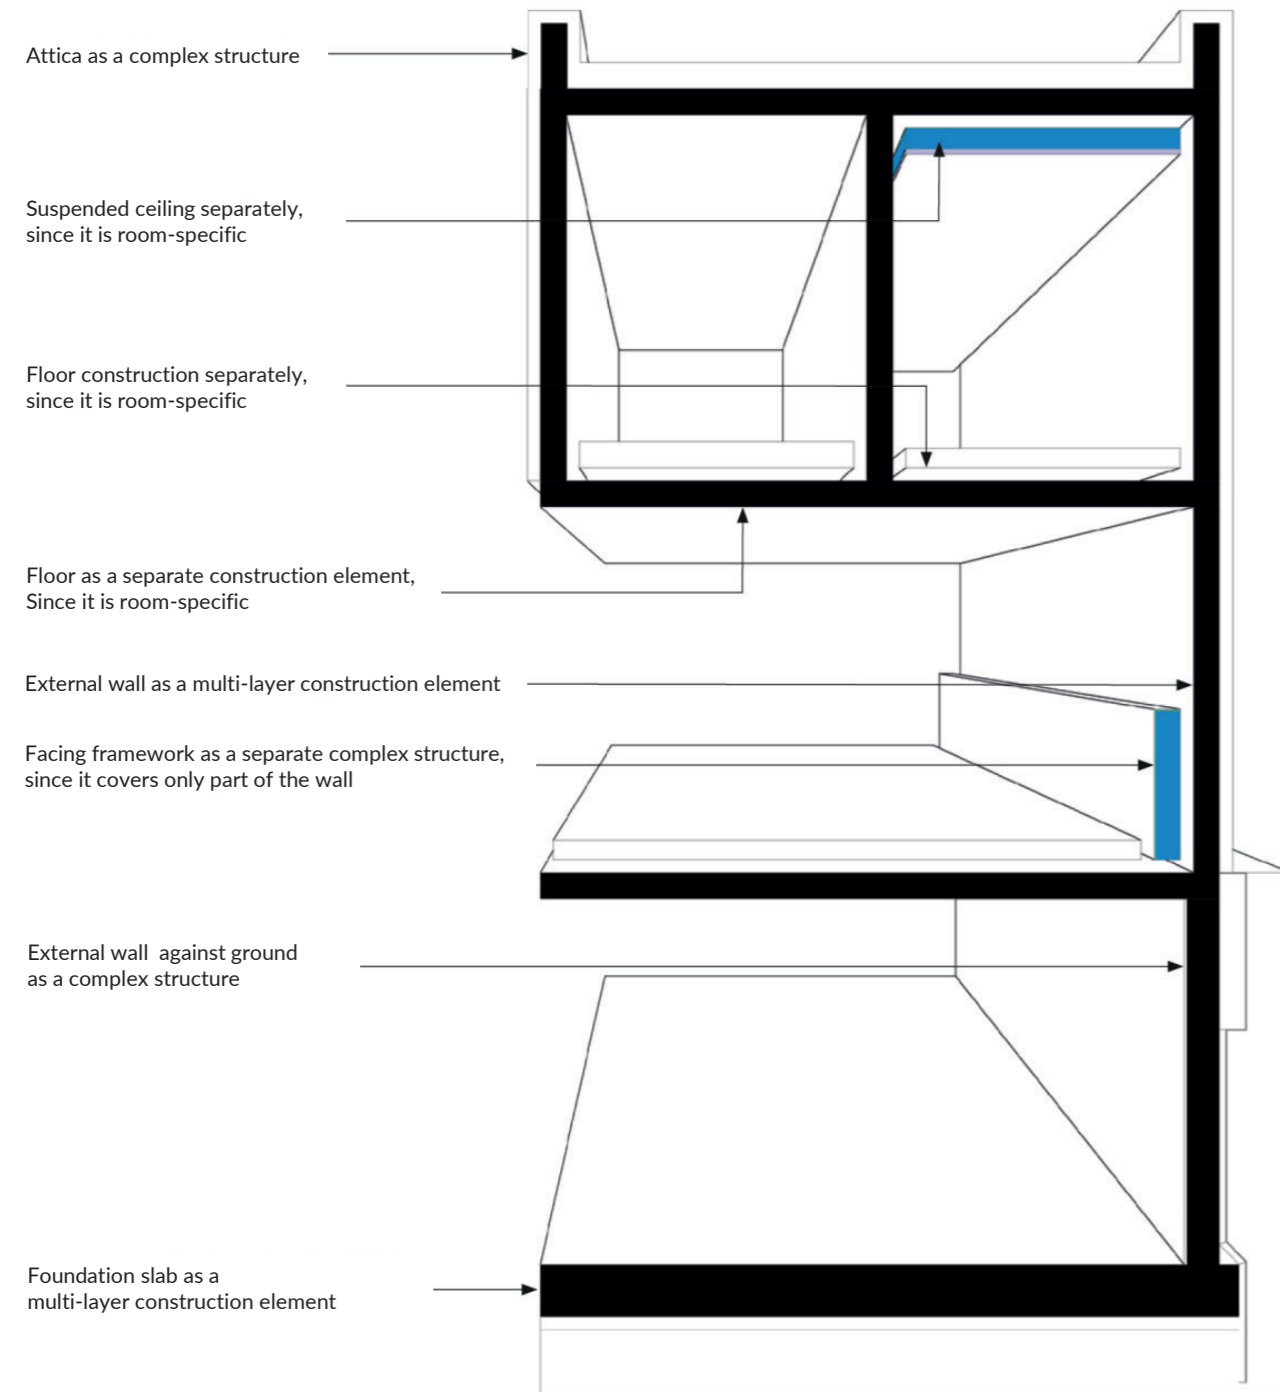 Attica as a complex structure
Suspended ceiling separately,
since it is room-specific
Floor construction separately,
since it is room-specific
Floor as a separate construction element,
Since it is room-specific
External wall as a multi-layer construction element
Facing framework as a separate complex structure,
since it covers only part of the wall
External wall  against ground
as a complex structure
Foundation slab as a
multi-layer construction element